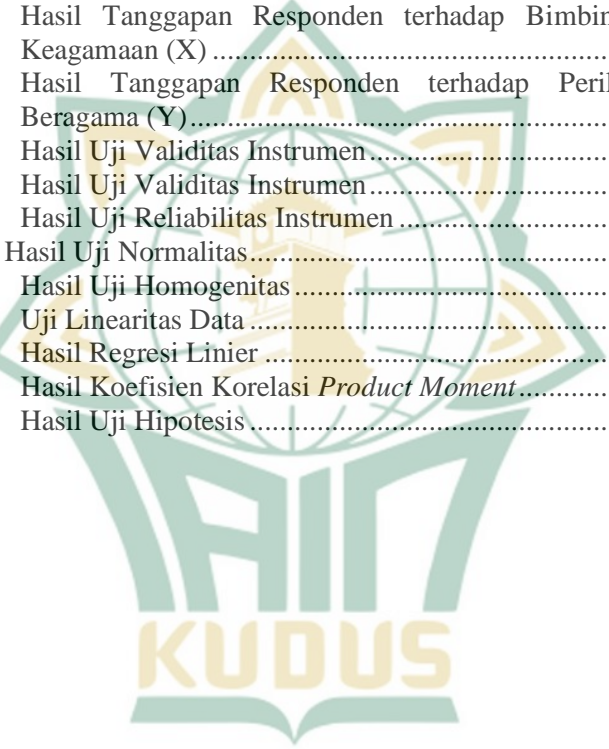 Hasil Tanggapan Responden terhadap
Keagamaan (X) ........................................................
Hasil Tanggapan Responden terhadap
Beragama (Y)...........................................................
Hasil Uji Validitas Instrumen...................................
Hasil Uji Validitas Instrumen...................................
Hasil Uji Reliabilitas Instrumen ..............................
Hasil Uji Normalitas.................................................
Hasil Uji Homogenitas .............................................
Uji Linearitas Data ...................................................
Hasil Regresi Linier .................................................
Hasil Koefisien Korelasi Product Moment.............
Hasil Uji Hipotesis ...................................................
IAIN
KUDUS